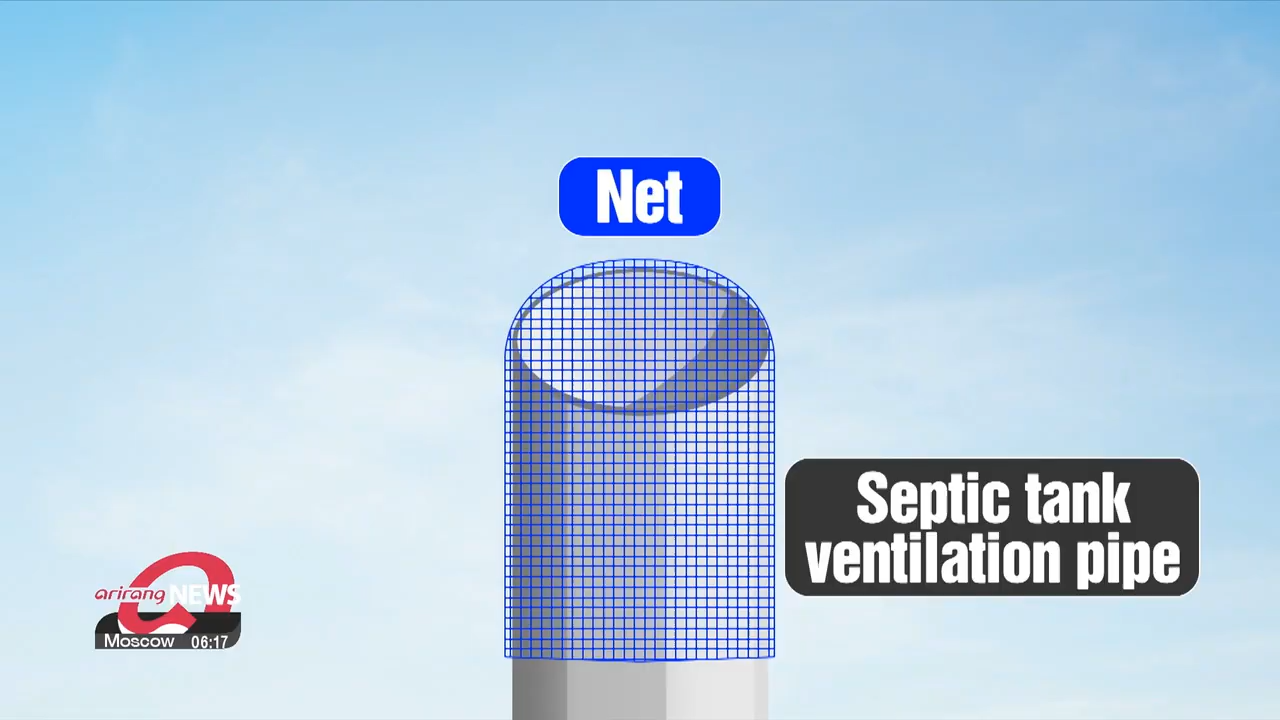 Net
Septic tank
ventilation pipe
arirang NEWS
Moscow 06:17